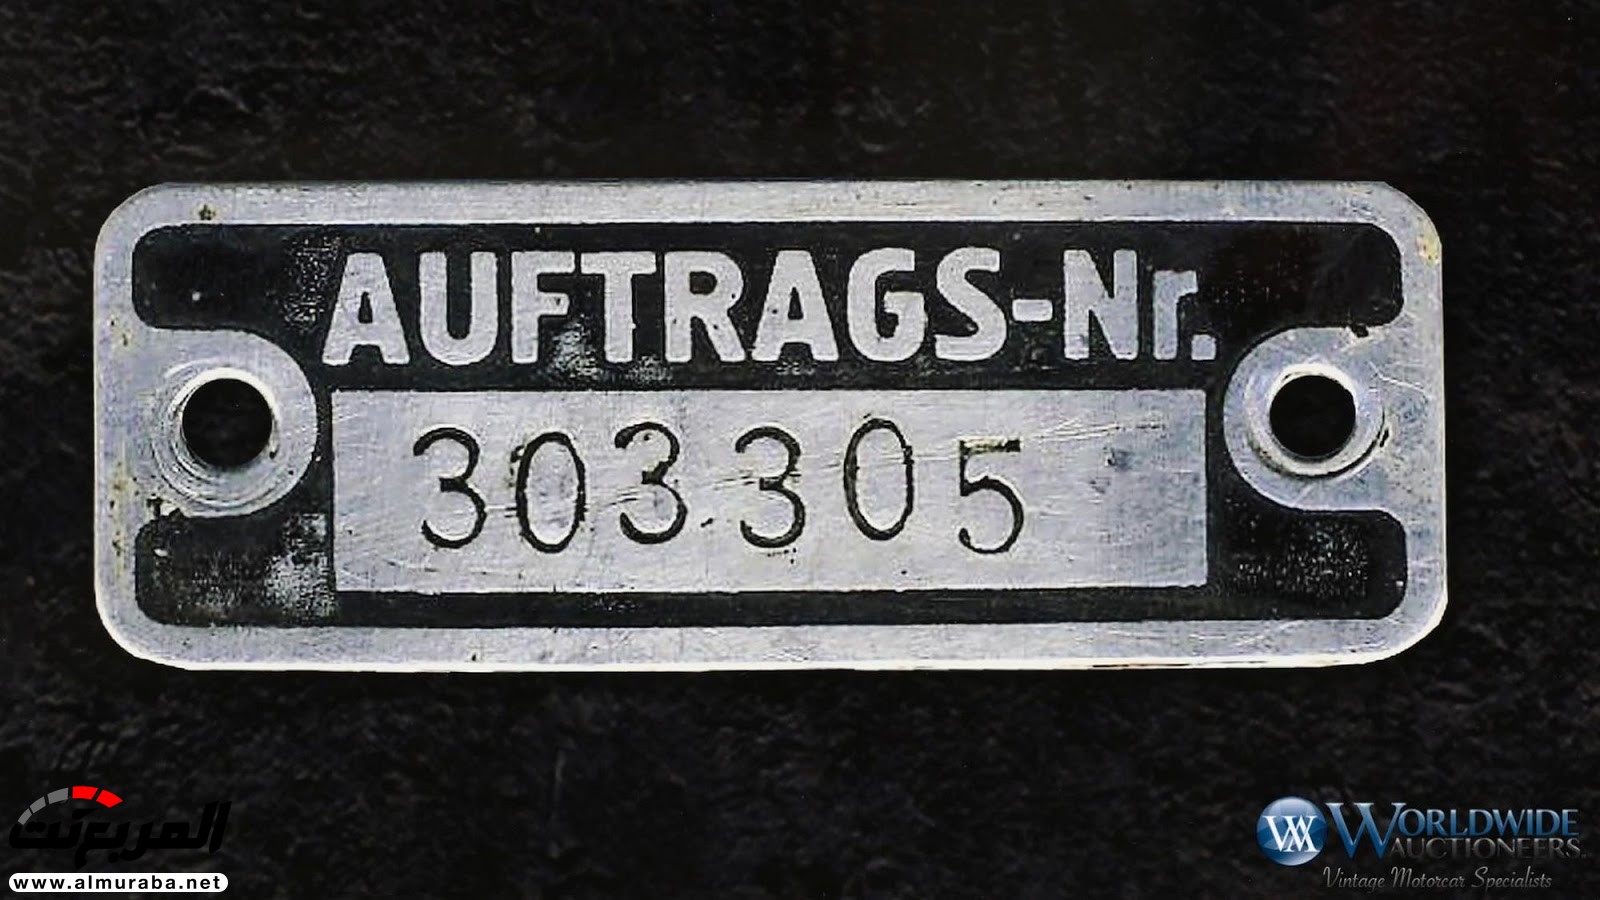 AUFTRAGS-Nr.
303305
المربع نت
www.almuraba.net
WORLDWIDE
AUCTIONEERS
Vintage Motorcar Specialists